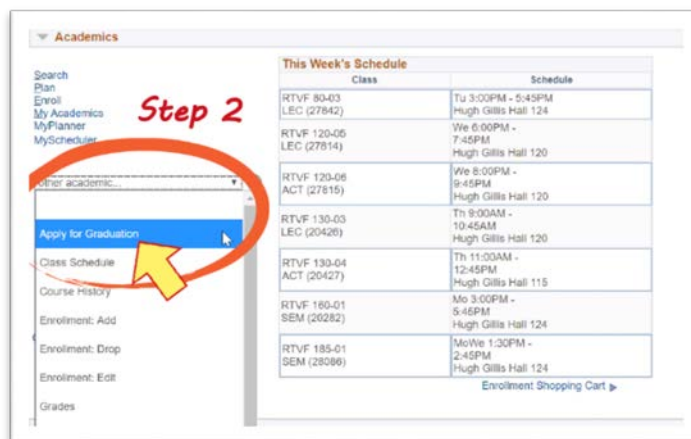 Academics
Search
Plan
Enroll
My Academics
MyPlanner
MyScheduler
Step 2
other academic...
Apply for Graduation
Class Schedule
Course History
Enrollment: Add
Enrollment: Drop
Enrollment: Edit
Grades
This Week's Schedule
Class Schedule
RTVF 80-03 Tu 3:00PM - 5:45PM
LEC (27842) Hugh Gillis Hall 124
RTVF 120-05 We 6:00PM -
LEC (27814) 7:45PM
Hugh Gillis Hall 120
RTVF 120-06 We 8:00PM -
ACT (27815) 9:45PM
Hugh Gillis Hall 120
RTVF 130-03 Th 9:00AM -
LEC (20426) 10:45AM
Hugh Gillis Hall 120
RTVF 130-04 Th 11:00AM -
ACT (20427) 12:45PM
Hugh Gillis Hall 115
RTVF 160-01 Mo 3:00PM -
SEM (20282) 5:45PM
Hugh Gillis Hall 124
RTVF 185-01 MoWe 1:30PM -
SEM (28086) 2:45PM
Hugh Gillis Hall 124
Enrollment Shopping Cart